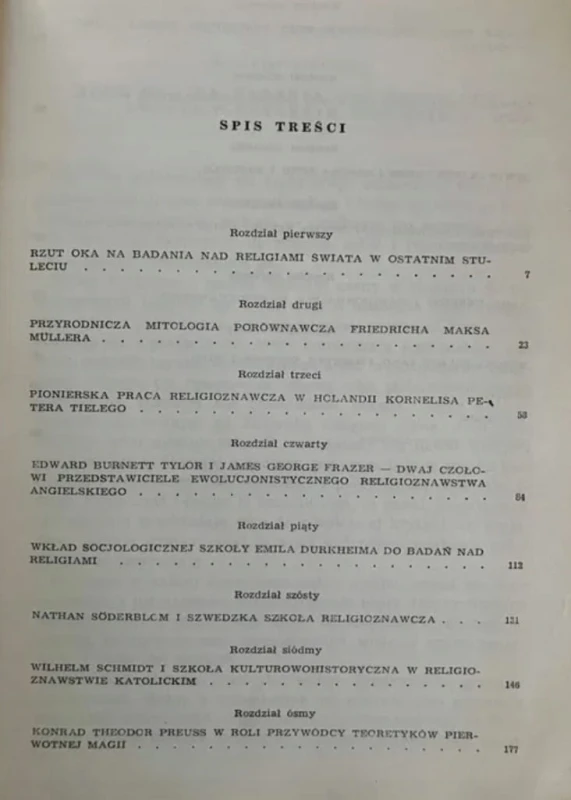 SPIS TREŚCI
Rozdział pierwszy
RZUT OKA NA BADANIA NAD RELIGIAMI ŚWIATA W OSTATNIM STU-
LECIU . . . . . . . . . . . . . . . . . . 7
Rozdział drugi
PRZYRODNICZA MITOLOGIA PORÓWNAWCZA FRIEDRICHA MAKSA
MÜLLERA . . . . . . . . . . . . . . . . . . 23
Rozdział trzeci
PIONIERSKA PRACA RELIGIOZNAWCZA W HOLANDII KORNELISA PE-
TERA TIELEGO . . . . . . . . . . . . . . . . 53
Rozdział czwarty
EDWARD BURNETT TYLOR I JAMES GEORGE FRAZER — DWAJ CZOŁO-
WI PRZEDSTAWICIELE EWOLUCJONISTYCZNEGO RELIGIOZNAWSTWA
ANGIELSKIEGO . . . . . . . . . . . . . . . . 84
Rozdział piąty
WKŁAD SOCJOLOGICZNEJ SZKOŁY EMILA DURKHEIMA DO BADAŃ NAD
RELIGIAMI . . . . . . . . . . . . . . . . . 112
Rozdział szósty
NATHAN SÖDERBLOM I SZWEDZKA SZKOŁA RELIGIOZNAWCZA . . . 131
Rozdział siódmy
WILHELM SCHMIDT I SZKOŁA KULTUROWOHISTORYCZNA W RELIGIO-
ZNAWSTWIE KATOLICKIM . . . . . . . . . . . . . 146
Rozdział ósmy
KONRAD THEODOR PREUSS W ROLI PRZYWÓDCY TEORETYKÓW PIER-
WOTNEJ MAGII . . . . . . . . . . . . . . . . 177